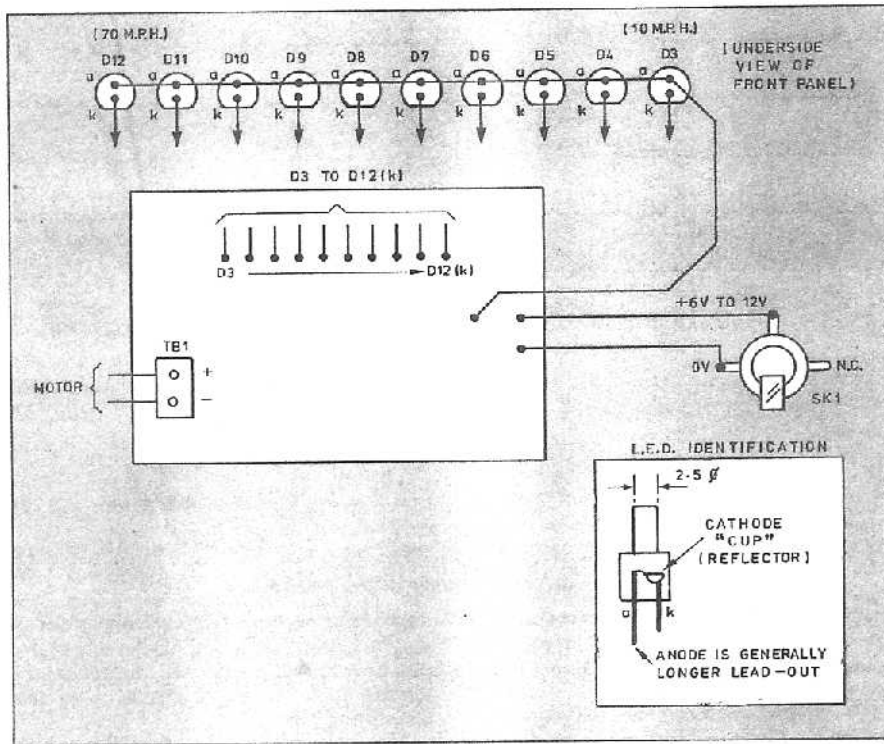 (70 M.P.H.) (10 M.P.H.)
D12 D11 D10 D9 D8 D7 D6 D5 D4 D3
(UNDERSIDE
VIEW OF
FRONT PANEL)
a a a a a a a a a a
k k k k k k k k k k
D3 TO D12(k)
D3 D12(k)
+6V TO 12V
TB1
MOTOR
+
-
0V
N.C.
SK1
L.E.D. IDENTIFICATION
2·5 ⌀
CATHODE
"CUP"
(REFLECTOR)
a k
ANODE IS GENERALLY
LONGER LEAD-OUT